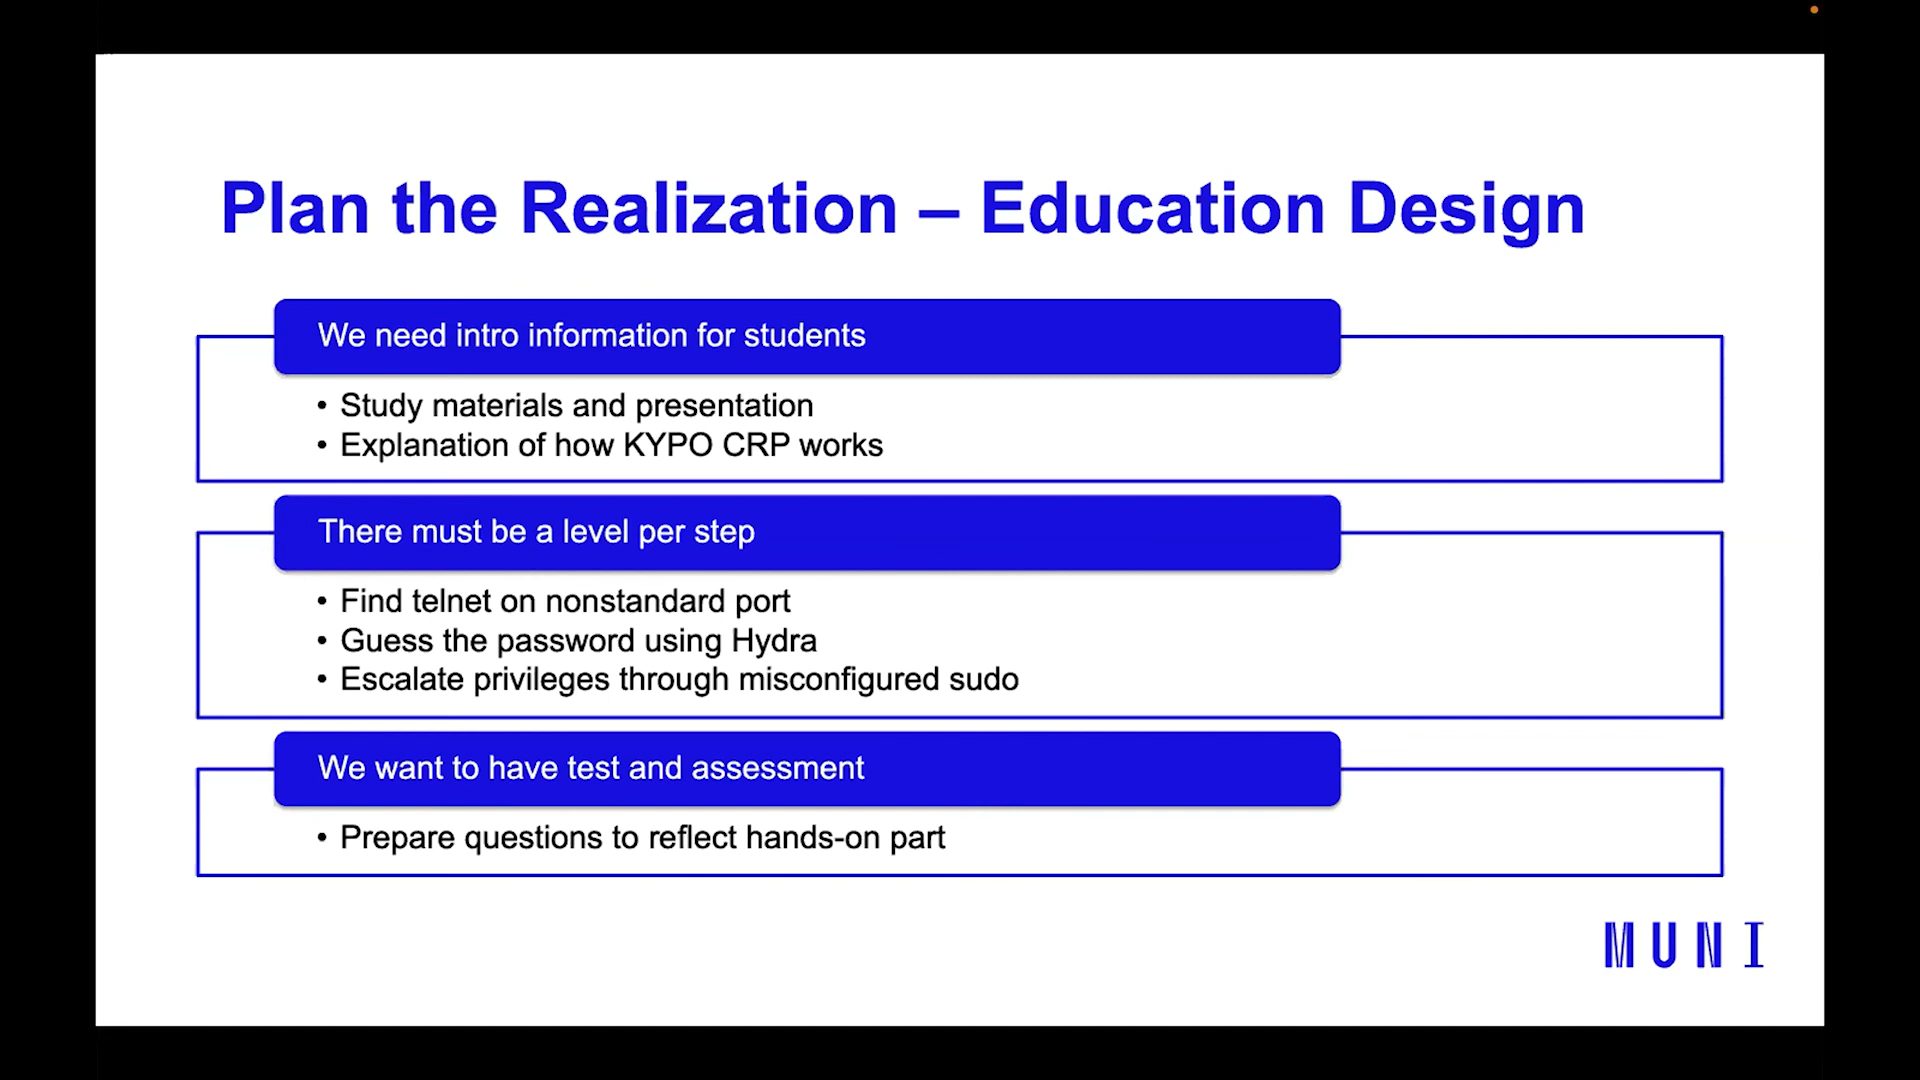 Plan the Realization – Education Design
We need intro information for students
• Study materials and presentation
• Explanation of how KYPO CRP works
There must be a level per step
• Find telnet on nonstandard port
• Guess the password using Hydra
• Escalate privileges through misconfigured sudo
We want to have test and assessment
• Prepare questions to reflect hands-on part
MUNI